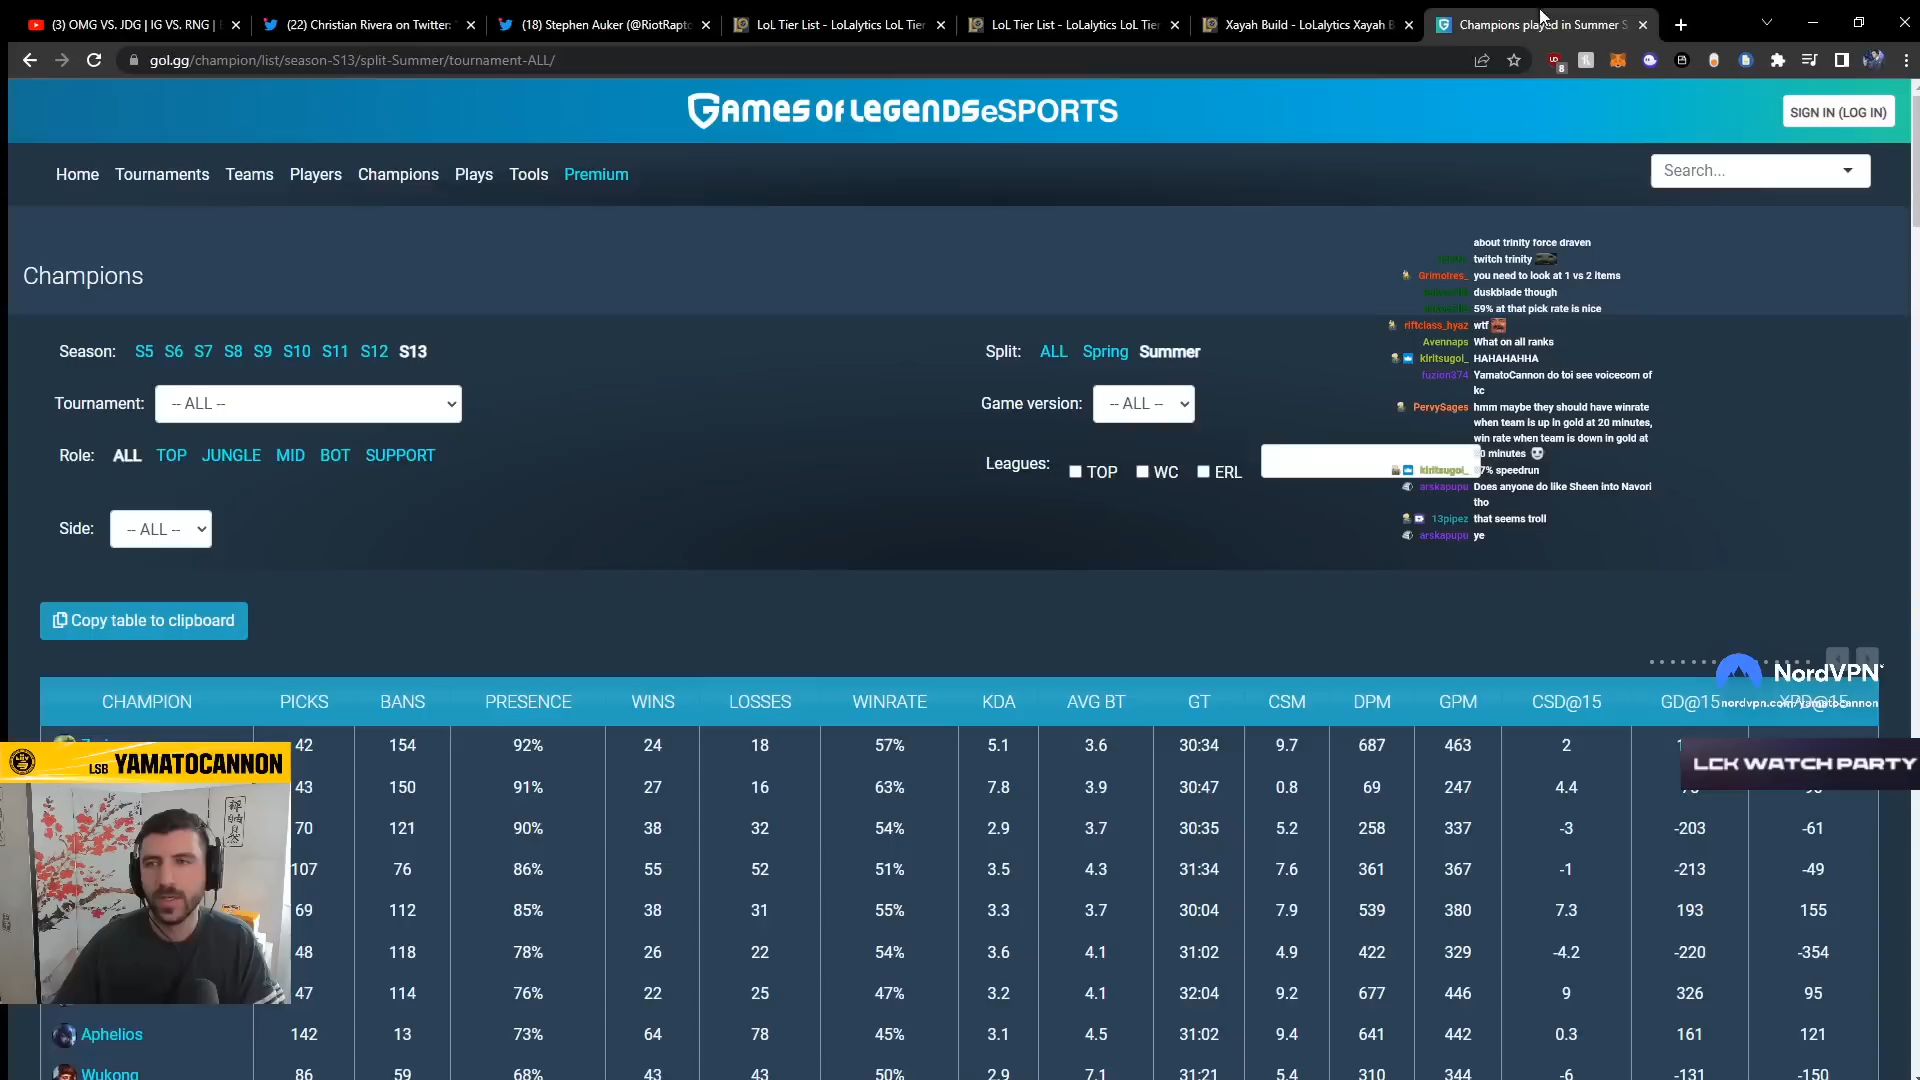 (3) OMG VS. JDG | IG VS. RNG |
(22) Christian Rivera on Twitter:
(18) Stephen Auker (@RiotRapto
LoL Tier List - LoLalytics LoL Tier
LoL Tier List - LoLalytics LoL Tier
Xayah Build - LoLalytics Xayah B
Champions played in Summer S
gol.gg/champion/list/season-S13/split-Summer/tournament-ALL/
8
GAMES OF LEGENDS eSPORTS
SIGN IN (LOG IN)
Home Tournaments Teams Players Champions Plays Tools Premium
Search...
Champions
about trinity force draven
twitch trinity
Grimoires_ you need to look at 1 vs 2 items
duskblade though
59% at that pick rate is nice
riftclass_hyaz wtf
Avennaps What on all ranks
kiritsugoi_ HAHAHAHHA
fuzion374 YamatoCannon do toi see voicecom of
kc
PervySages hmm maybe they should have winrate
when team is up in gold at 20 minutes,
win rate when team is down in gold at
0 minutes
kiritsugoi_ 7% speedrun
arskapupu Does anyone do like Sheen into Navori
tho
13pipez that seems troll
arskapupu ye
Season: S5 S6 S7 S8 S9 S10 S11 S12 S13
Split: ALL Spring Summer
Tournament: -- ALL --
Game version: -- ALL --
Role: ALL TOP JUNGLE MID BOT SUPPORT
Leagues: TOP WC ERL
Side: -- ALL --
Copy table to clipboard
NordVPN
nordvpn.com/yamatocannon
CHAMPION PICKS BANS PRESENCE WINS LOSSES WINRATE KDA AVG BT GT CSM DPM GPM CSD@15 GD@15 XPD@15
42 154 92% 24 18 57% 5.1 3.6 30:34 9.7 687 463 2
LCK WATCH PARTY
LSB YAMATOCANNON
43 150 91% 27 16 63% 7.8 3.9 30:47 0.8 69 247 4.4
70 121 90% 38 32 54% 2.9 3.7 30:35 5.2 258 337 -3 -203 -61
107 76 86% 55 52 51% 3.5 4.3 31:34 7.6 361 367 -1 -213 -49
69 112 85% 38 31 55% 3.3 3.7 30:04 7.9 539 380 7.3 193 155
48 118 78% 26 22 54% 3.6 4.1 31:02 4.9 422 329 -4.2 -220 -354
47 114 76% 22 25 47% 3.2 4.1 32:04 9.2 677 446 9 326 95
Aphelios 142 13 73% 64 78 45% 3.1 4.5 31:02 9.4 641 442 0.3 161 121
Wukong 86 59 68% 43 43 50% 2.9 7.1 31:21 5.4 310 344 -6 -131 -150